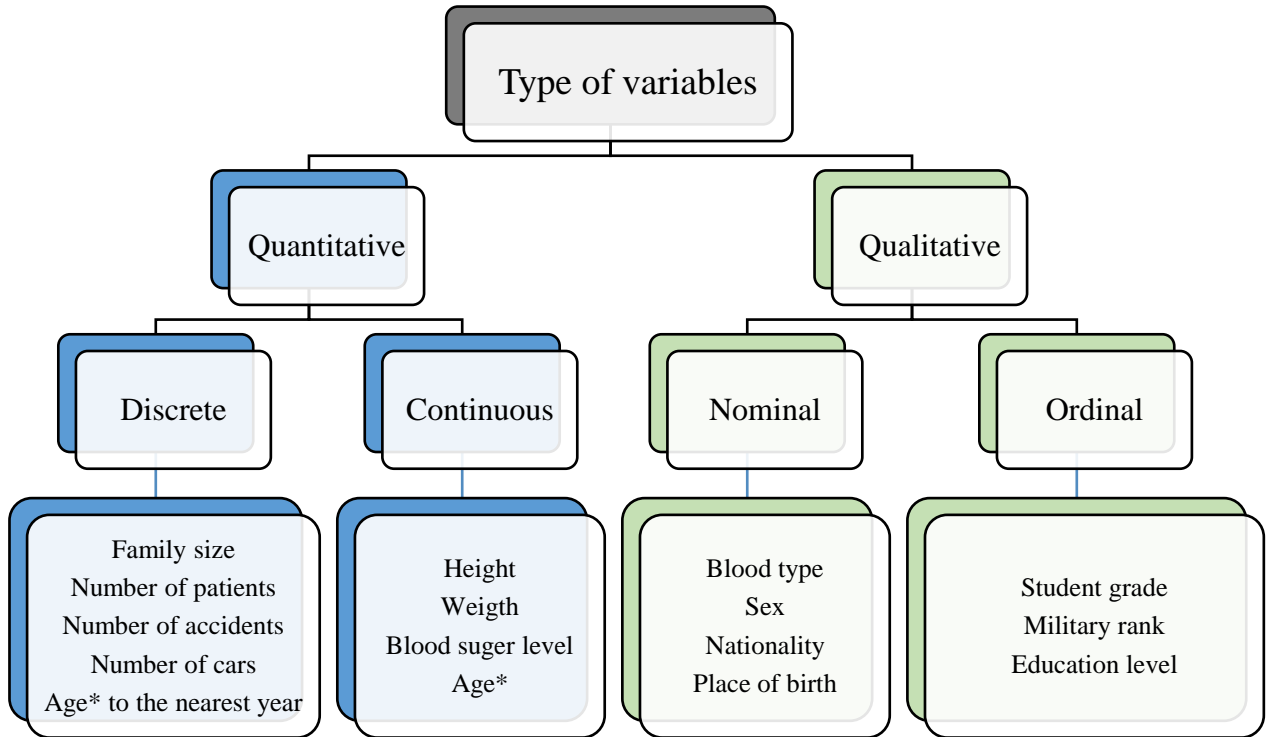 Type of variables
Quantitative
Qualitative
Discrete
Continuous
Nominal
Ordinal
Family size
Number of patients
Number of accidents
Number of cars
Age* to the nearest year
Height
Weigth
Blood suger level
Age*
Blood type
Sex
Nationality
Place of birth
Student grade
Military rank
Education level